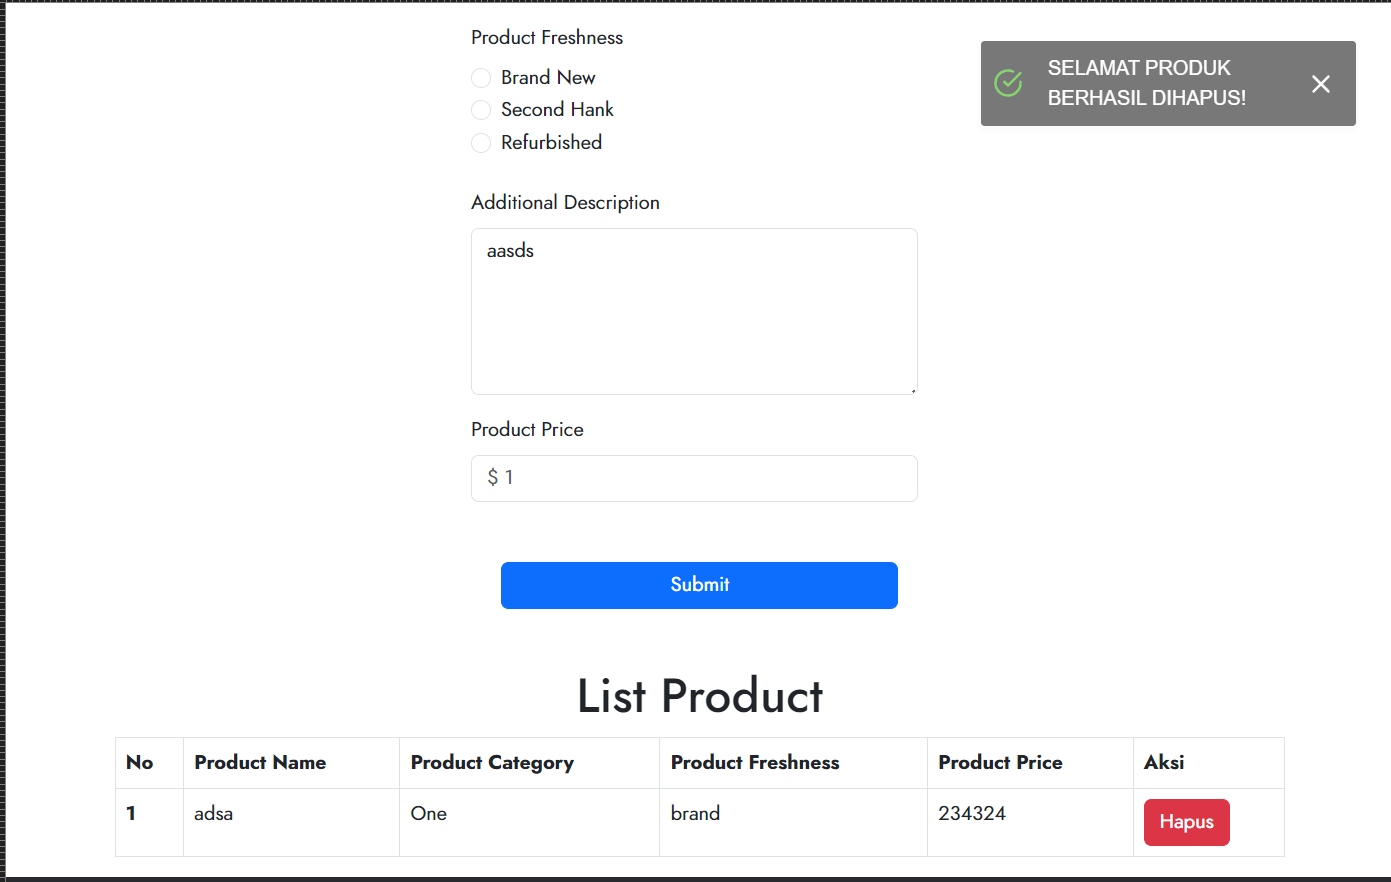 Product Freshness
Brand New
Second Hank
Refurbished
SELAMAT PRODUK
BERHASIL DIHAPUS!
Additional Description
aasds
Product Price
$ 1
Submit
List Product
No Product Name Product Category Product Freshness Product Price Aksi
1 adsa One brand 234324 Hapus